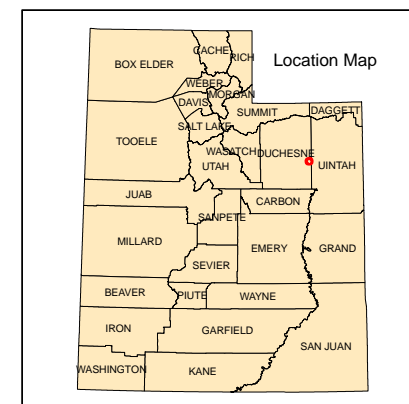 Location Map
CACHE
RICH
BOX ELDER
WEBER
MORGAN
DAVIS
SUMMIT
DAGGETT
SALT LAKE
TOOELE
WASATCH
DUCHESNE
UTAH
UINTAH
JUAB
CARBON
SANPETE
MILLARD
EMERY
GRAND
SEVIER
BEAVER
PIUTE
WAYNE
IRON
GARFIELD
SAN JUAN
WASHINGTON
KANE